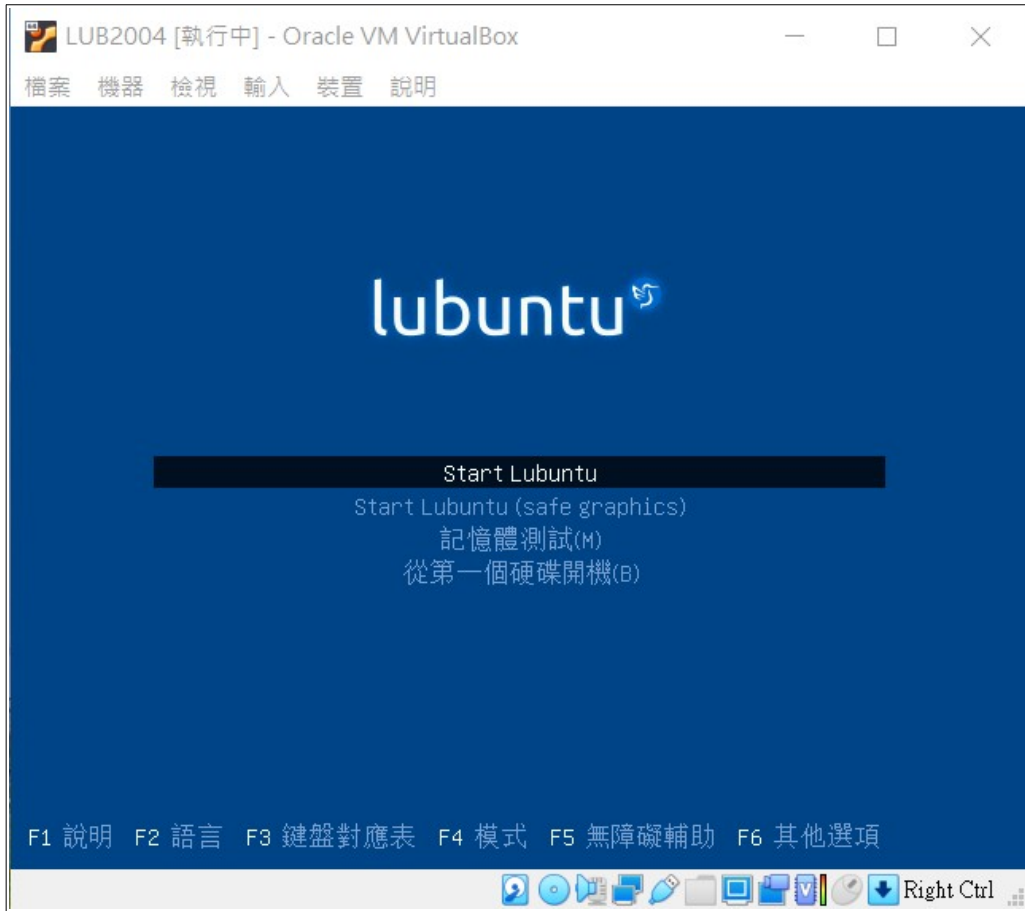 LUB2004 [執行中] - Oracle VM VirtualBox
檔案 機器 檢視 輸入 裝置 說明
lubuntu
Start Lubuntu
Start Lubuntu (safe graphics)
記憶體測試(M)
從第一個硬碟開機(B)
F1 說明 F2 語言 F3 鍵盤對應表 F4 模式 F5 無障礙輔助 F6 其他選項
Right Ctrl